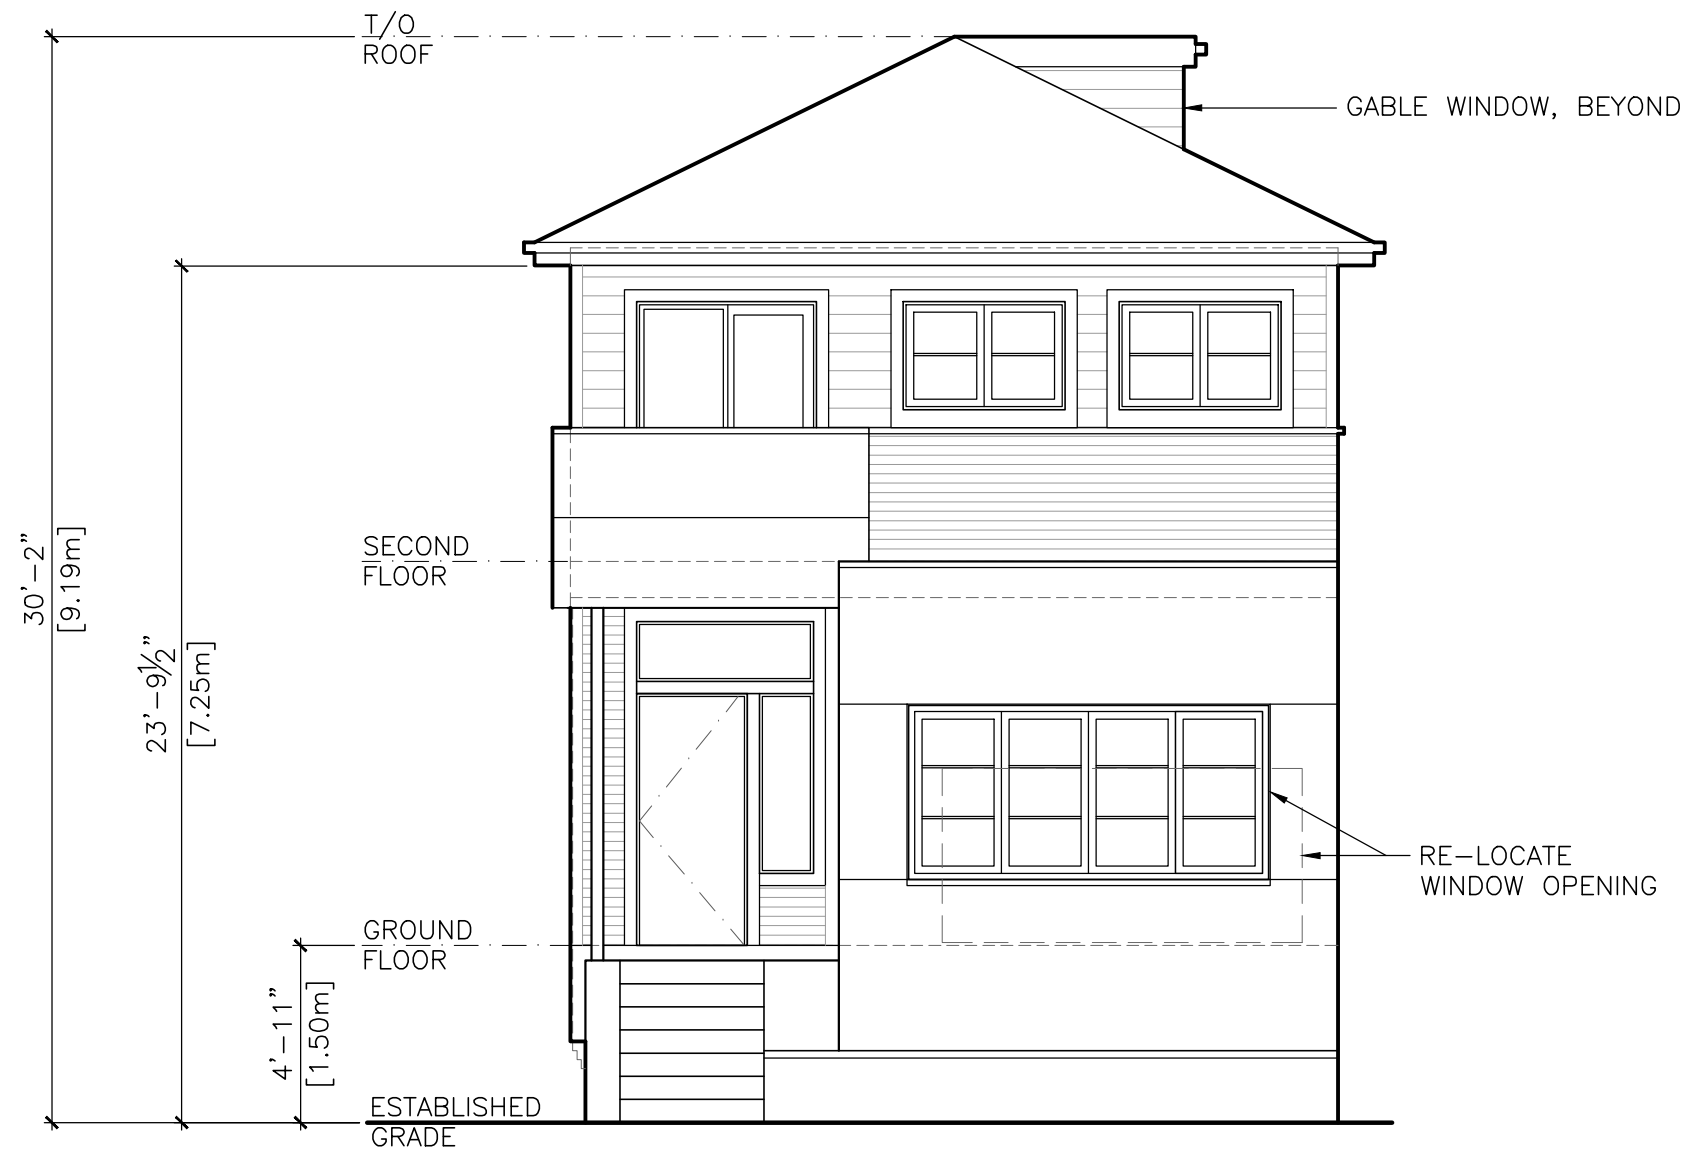 T/O
ROOF
GABLE WINDOW, BEYOND
30'-2"
[9.19m]
23'-9½"
[7.25m]
SECOND
FLOOR
RE-LOCATE
WINDOW OPENING
GROUND
FLOOR
4'-11"
[1.50m]
ESTABLISHED
GRADE